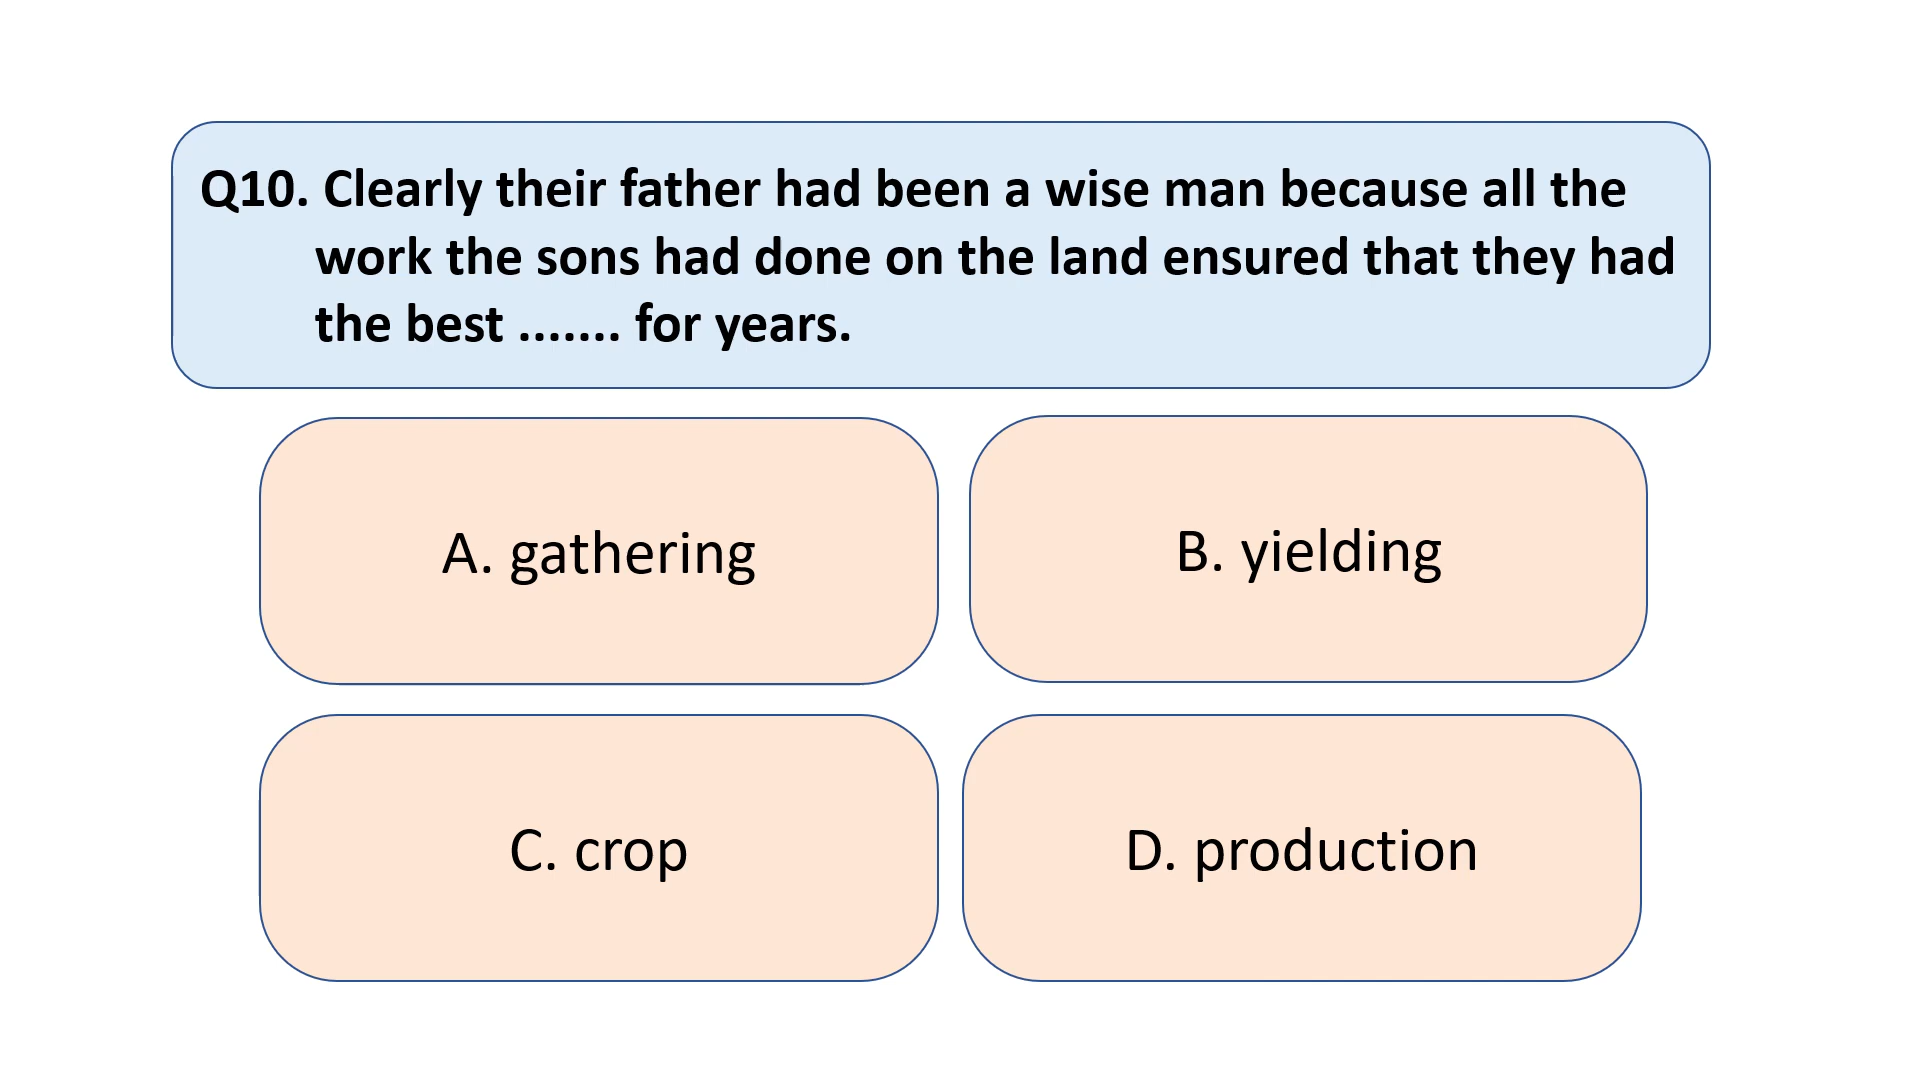 Q10. Clearly their father had been a wise man because all the
work the sons had done on the land ensured that they had
the best ....... for years.
A. gathering
B. yielding
C. crop
D. production